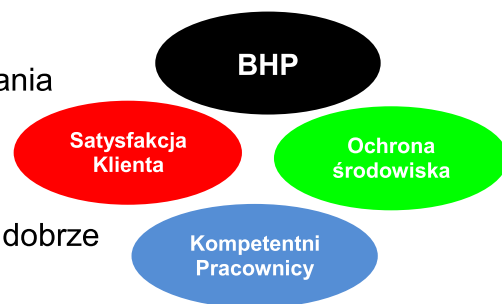 BHP
ania
Satysfakcja
Klienta
Ochrona
środowiska
dobrze
Kompetentni
Pracownicy